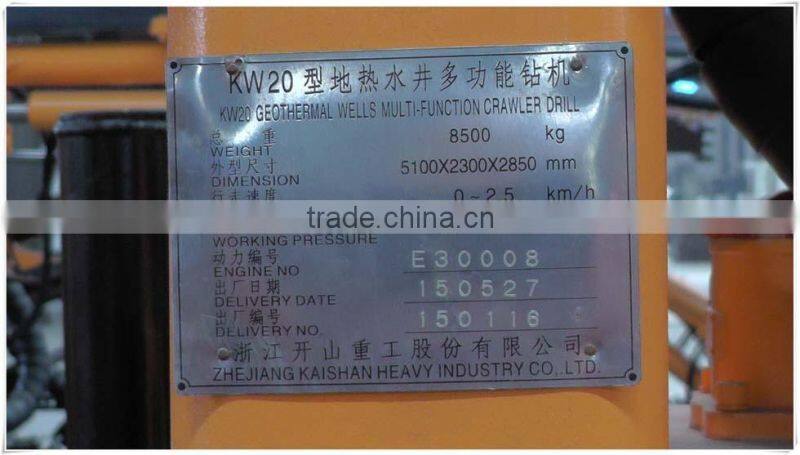 KW20 型地热水井多功能钻机
KW20 GEOTHERMAL WELLS MULTI-FUNCTION CRAWLER DRILL
总 重 8500 kg
WEIGHT
外型尺寸 5100X2300X2850 mm
DIMENSION
行走速度 0~2.5 km/h
trade.china.cn
WORKING PRESSURE
动力编号 E30008
ENGINE NO
出厂日期 150527
DELIVERY DATE
出厂编号 150116
DELIVERY NO.
浙江开山重工股份有限公司
ZHEJIANG KAISHAN HEAVY INDUSTRY CO,.LTD.